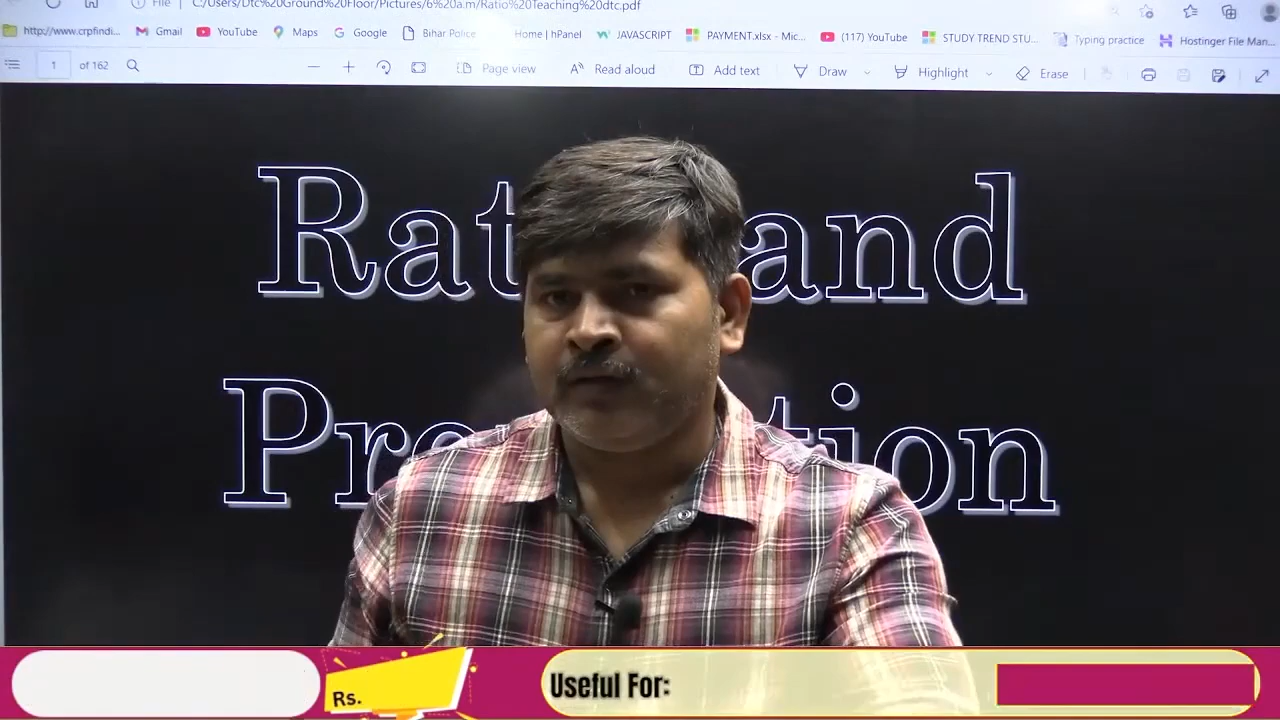 File | C:/Users/Dtc%20Ground%20Floor/Pictures/6%20a.m/Ratio%20Teaching%20dtc.pdf
http://www.crpfindi... Gmail YouTube Maps Google Bihar Police Home | hPanel JAVASCRIPT PAYMENT.xlsx - Mic... (117) YouTube STUDY TREND STU... Typing practice Hostinger File Man...
1 of 162 Page view Read aloud Add text Draw Highlight Erase
Rat and
Pro tion
Rs. Useful For: